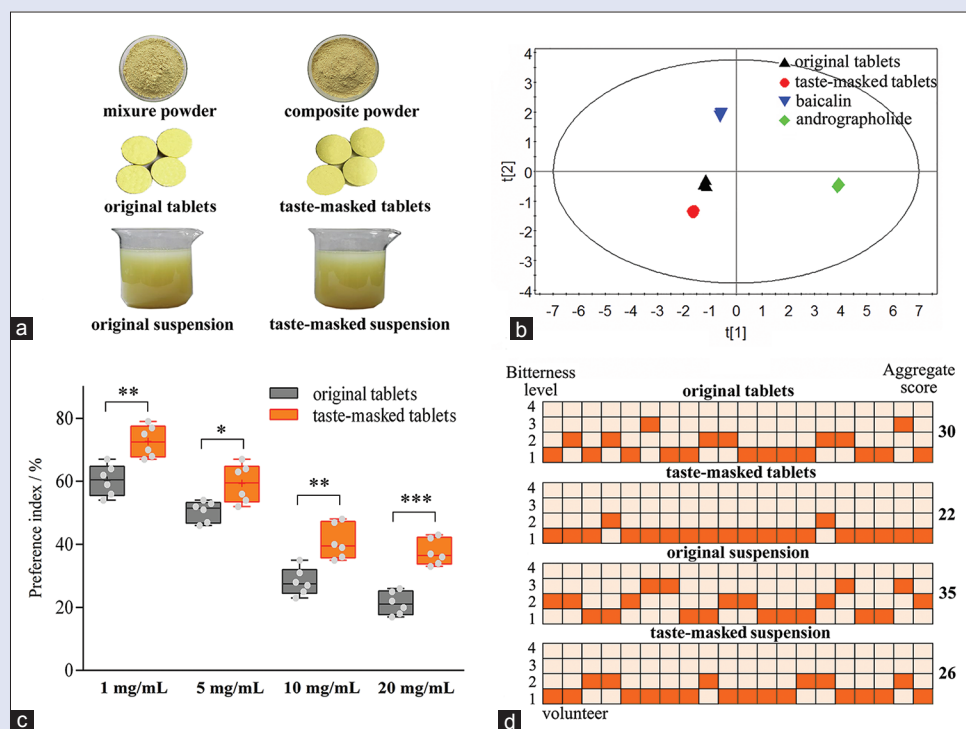 mixure powder
composite powder
original tablets
taste-masked tablets
original suspension
taste-masked suspension
a
4
3
2
1
0
-1
-2
-3
-4
t[2]
-7 -6 -5 -4 -3 -2 -1 0 1 2 3 4 5 6 7
t[1]
original tablets
taste-masked tablets
baicalin
andrographolide
b
Preference index / %
80
60
40
20
0
** * ** ***
original tablets
taste-masked tablets
1 mg/mL 5 mg/mL 10 mg/mL 20 mg/mL
c
Bitterness level
Aggregate score
original tablets
4
3
2
1
30
taste-masked tablets
4
3
2
1
22
original suspension
4
3
2
1
35
taste-masked suspension
4
3
2
1
26
volunteer
d